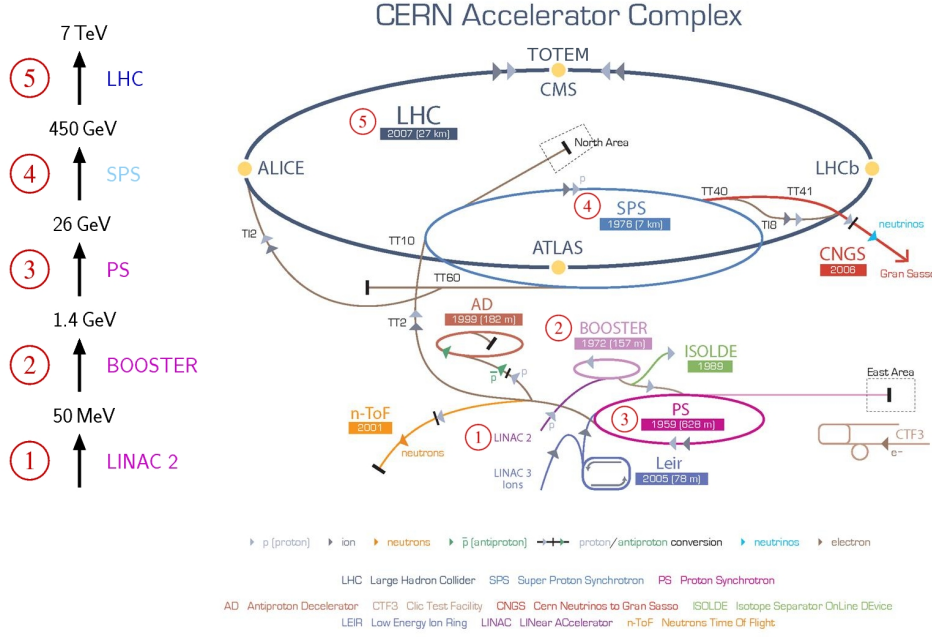 CERN Accelerator Complex
7 TeV
5 LHC
450 GeV
4 SPS
26 GeV
3 PS
1.4 GeV
2 BOOSTER
50 MeV
1 LINAC 2
TOTEM
CMS
LHC
5
2007 (27 km)
North Area
ALICE
LHCb
p
TT40
TT41
4
SPS
1976 (7 km)
TI8
neutrinos
TI2
TT10
ATLAS
CNGS
2006
Gran Sasso
TT60
AD
1999 (182 m)
TT2
2
BOOSTER
1972 (157 m)
ISOLDE
1989
p̅
p
East Area
n-ToF
2001
3
PS
1959 (628 m)
p
1
LINAC 2
neutrons
CTF3
e-
LINAC 3
Ions
Leir
2005 (78 m)
p [proton] ion neutrons p̅ [antiproton] proton/antiproton conversion neutrinos electron
LHC Large Hadron Collider SPS Super Proton Synchrotron PS Proton Synchrotron
AD Antiproton Decelerator CTF3 Clic Test Facility CNGS Cern Neutrinos to Gran Sasso ISOLDE Isotope Separator OnLine DEvice
LEIR Low Energy Ion Ring LINAC LINear ACcelerator n-ToF Neutrons Time Of Flight